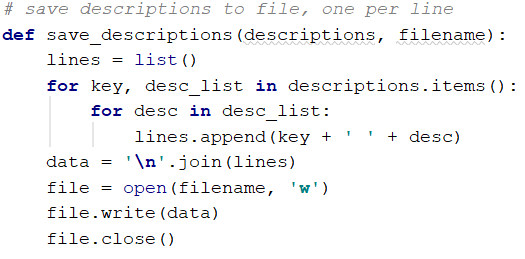 # save descriptions to file, one per line
def save_descriptions(descriptions, filename):
    lines = list()
    for key, desc_list in descriptions.items():
        for desc in desc_list:
            lines.append(key + ' ' + desc)
    data = '\n'.join(lines)
    file = open(filename, 'w')
    file.write(data)
    file.close()